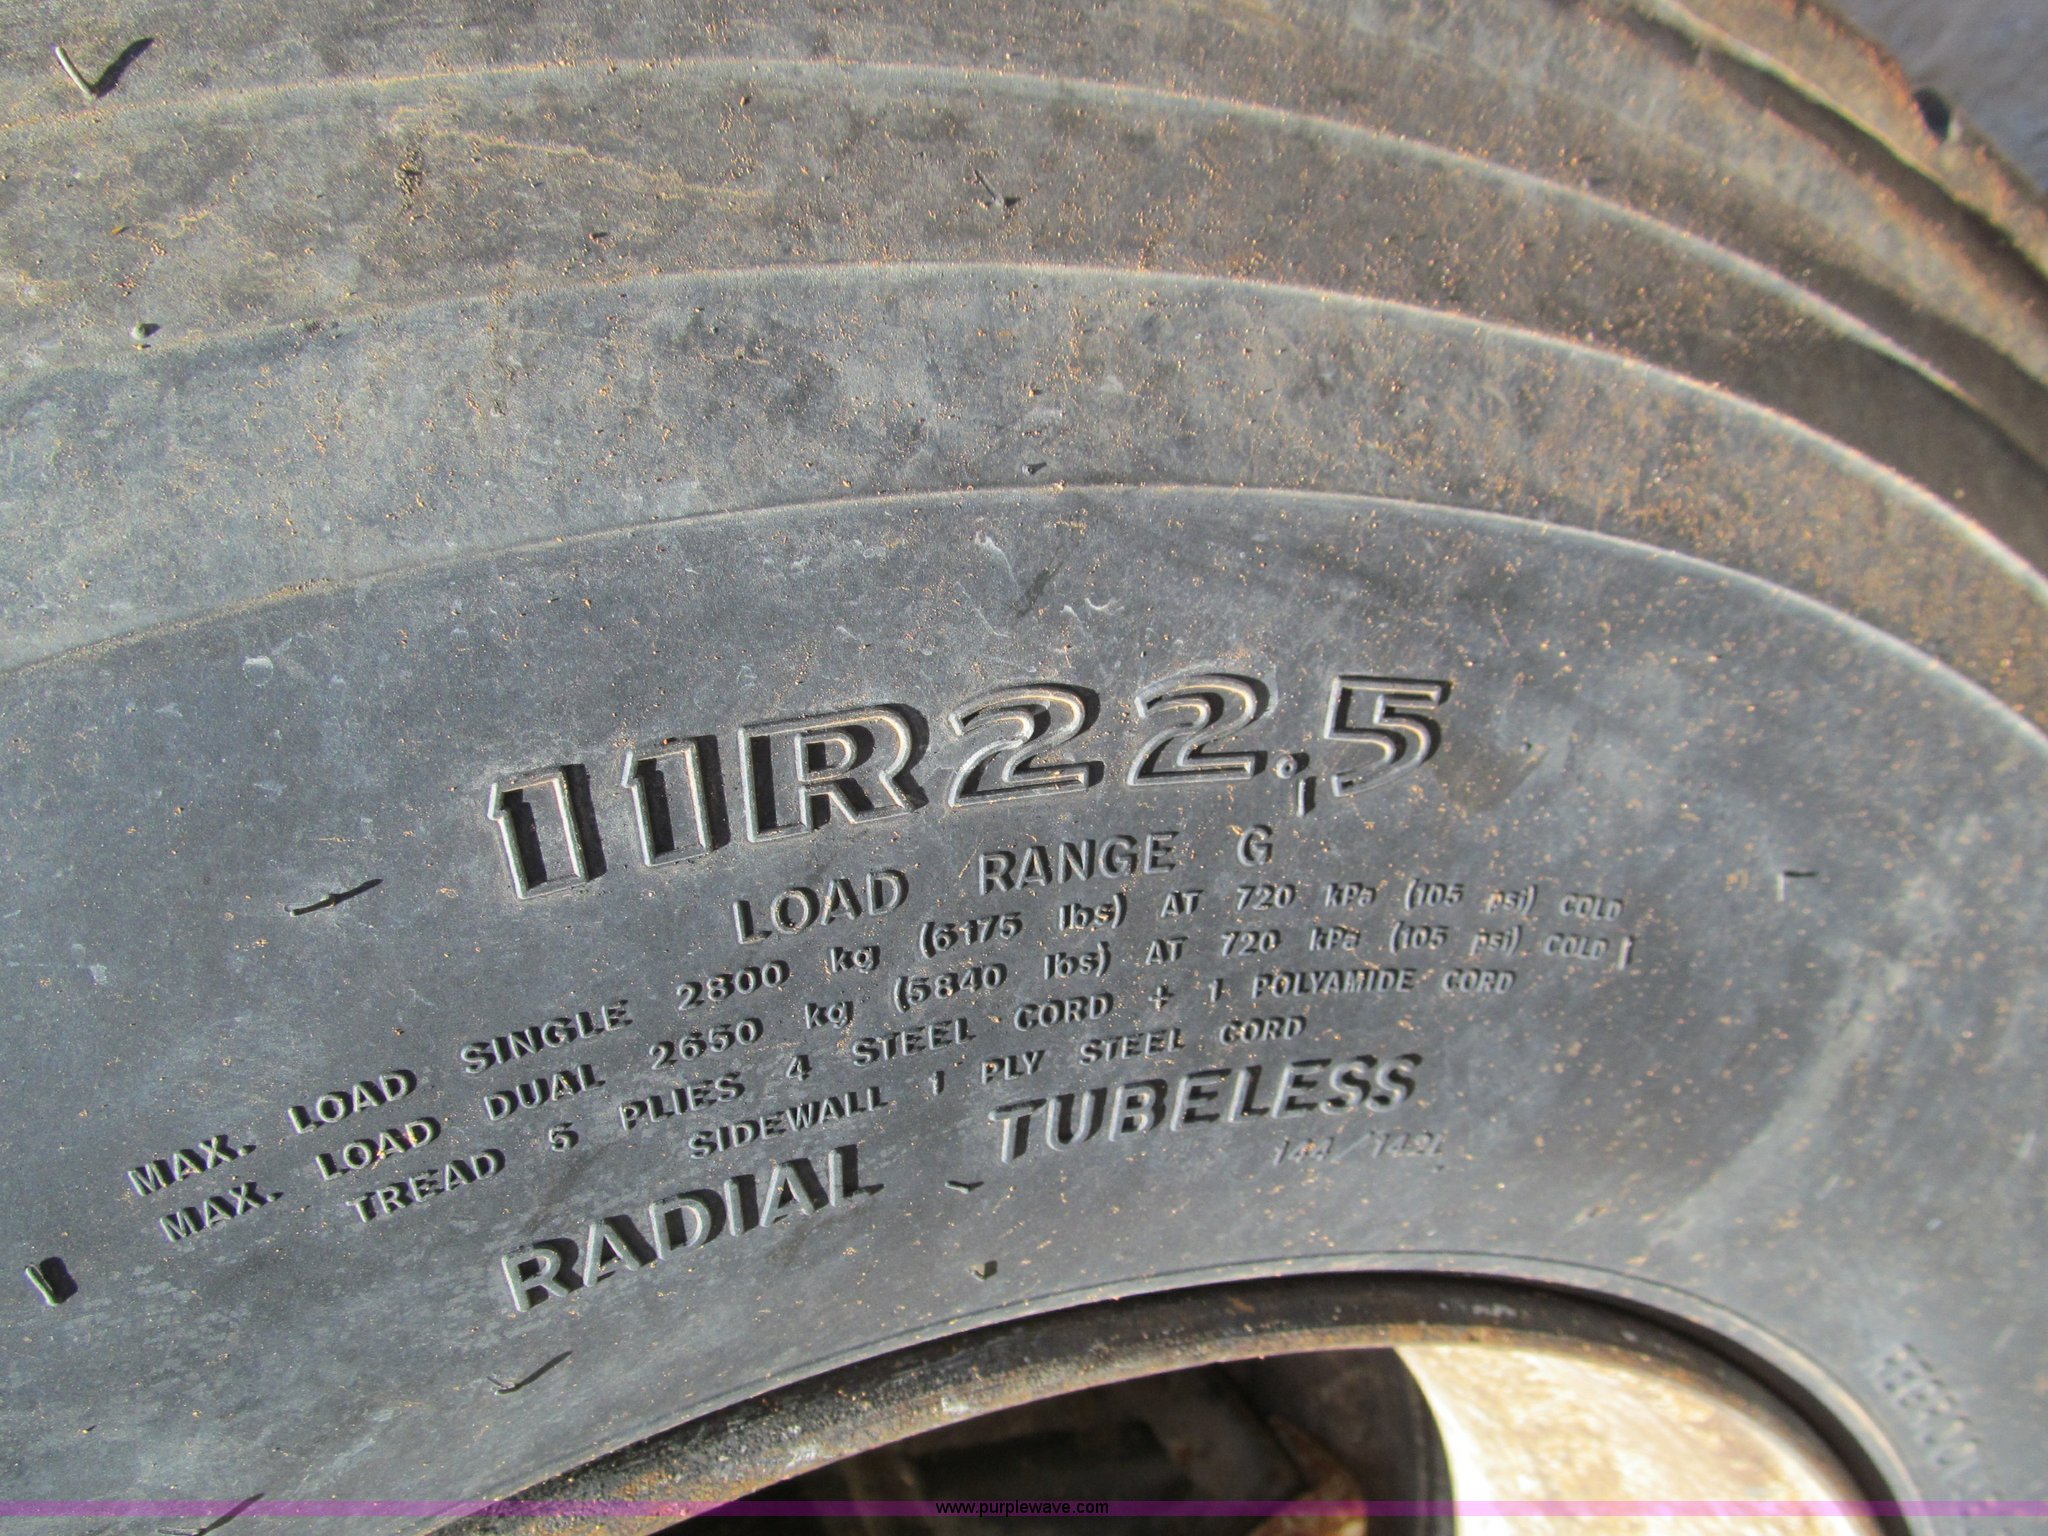 11R22.5
LOAD RANGE G
MAX. LOAD SINGLE 2800 kg (6175 lbs) AT 720 kPa (105 psi) COLD
MAX. LOAD DUAL 2650 kg (5840 lbs) AT 720 kPa (105 psi) COLD
TREAD 5 PLIES 4 STEEL CORD + 1 POLYAMIDE CORD
SIDEWALL 1 PLY STEEL CORD
RADIAL TUBELESS
144/142L
www.purplewave.com